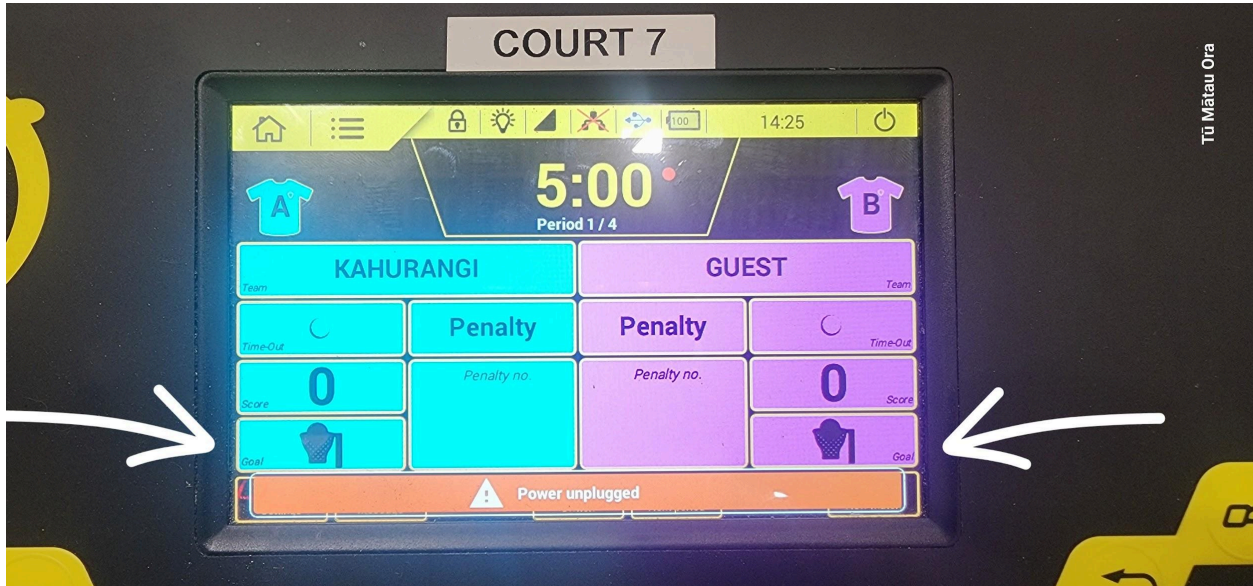 COURT 7
Tū Mātau Ora
100
14:25
5:00
Period 1 / 4
A
B
KAHURANGI
Team
GUEST
Team
Time-Out
Penalty
Penalty
Time-Out
0
Score
Penalty no.
Penalty no.
0
Score
Goal
Goal
Power unplugged